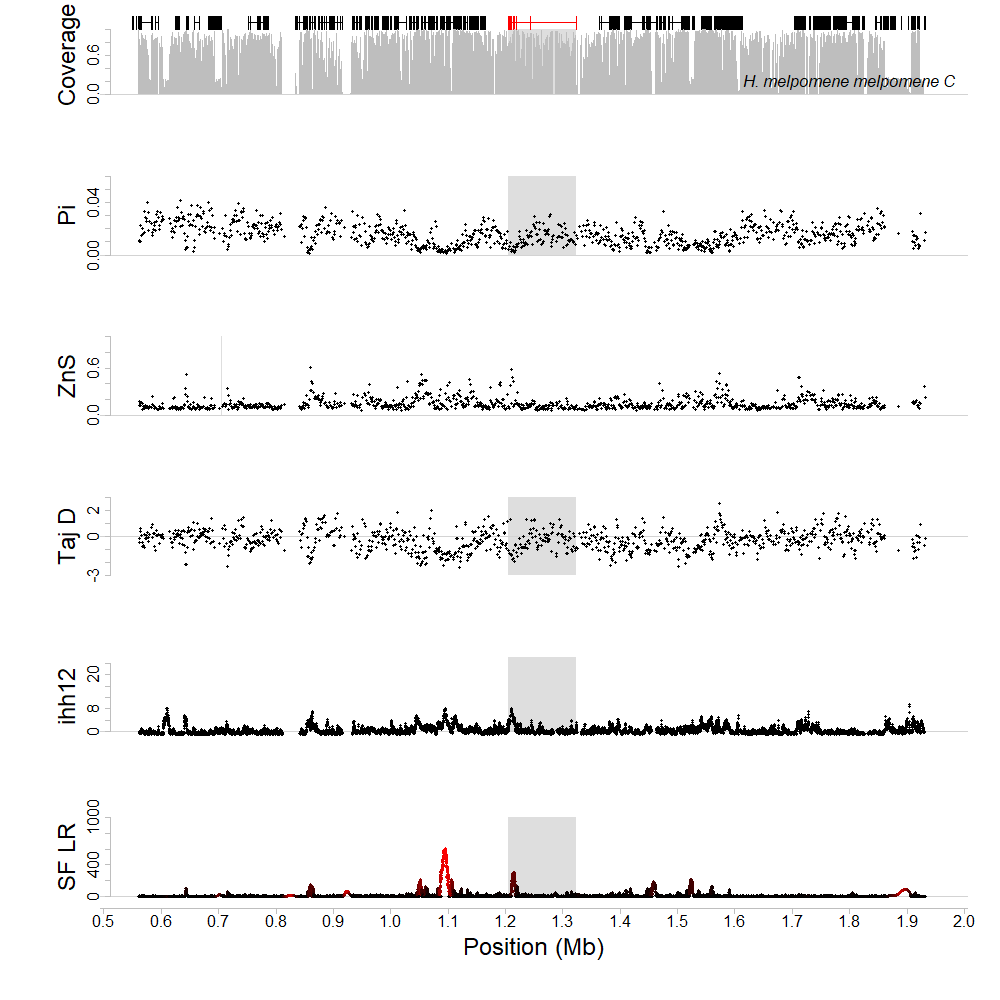 Coverage
0.0 0.6
H. melpomene melpomene C
Pi
0.00 0.04
ZnS
0.0 0.6
Taj D
-3 0 2
ihh12
0 8 20
SF LR
0 400 1000
0.5 0.6 0.7 0.8 0.9 1.0 1.1 1.2 1.3 1.4 1.5 1.6 1.7 1.8 1.9 2.0
Position (Mb)